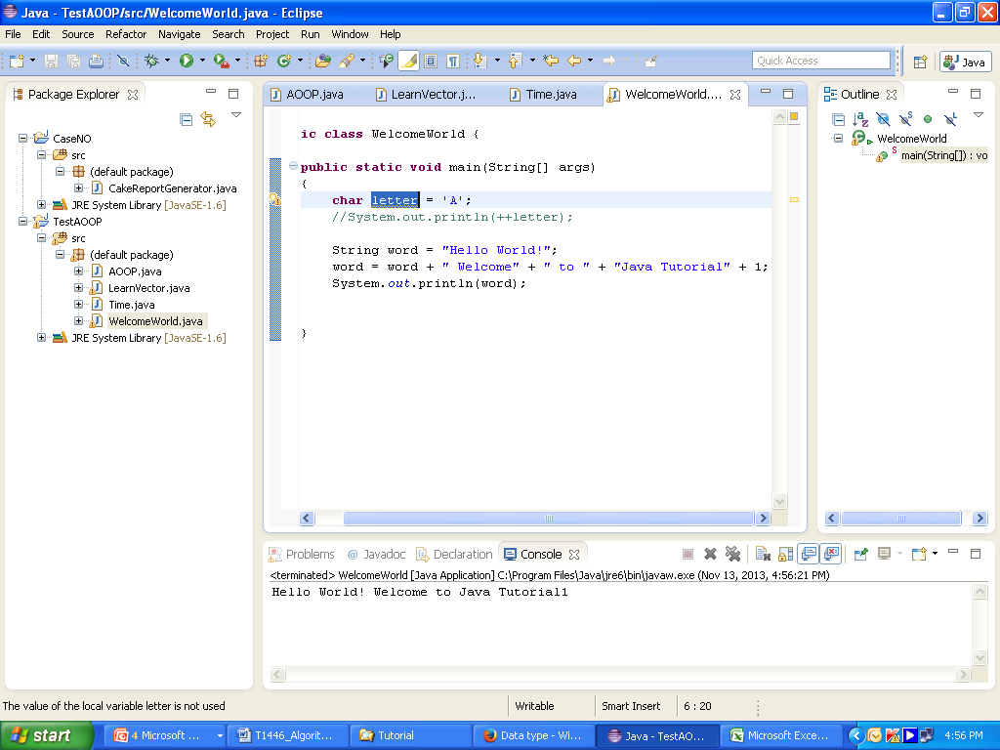 Java - TestAOOP/src/WelcomeWorld.java - Eclipse
File Edit Source Refactor Navigate Search Project Run Window Help
Quick Access
Java
Package Explorer
CaseNO
src
(default package)
CakeReportGenerator.java
JRE System Library [JavaSE-1.6]
TestAOOP
src
(default package)
AOOP.java
LearnVector.java
Time.java
WelcomeWorld.java
JRE System Library [JavaSE-1.6]
AOOP.java LearnVector.j... Time.java WelcomeWorld....
ic class WelcomeWorld {
public static void main(String[] args)
{
char letter = 'A';
//System.out.println(++letter);
String word = "Hello World!";
word = word + " Welcome" + " to " + "Java Tutorial" + 1;
System.out.println(word);
}
Outline
WelcomeWorld
main(String[]) : vo
Problems @ Javadoc Declaration Console
<terminated> WelcomeWorld [Java Application] C:\Program Files\Java\jre6\bin\javaw.exe (Nov 13, 2013, 4:56:21 PM)
Hello World! Welcome to Java Tutorial1
The value of the local variable letter is not used Writable Smart Insert 6 : 20
start 4 Microsoft ... T1446_Algorit... Tutorial Data type - Wi... Java - TestAO... Microsoft Exce... 4:56 PM